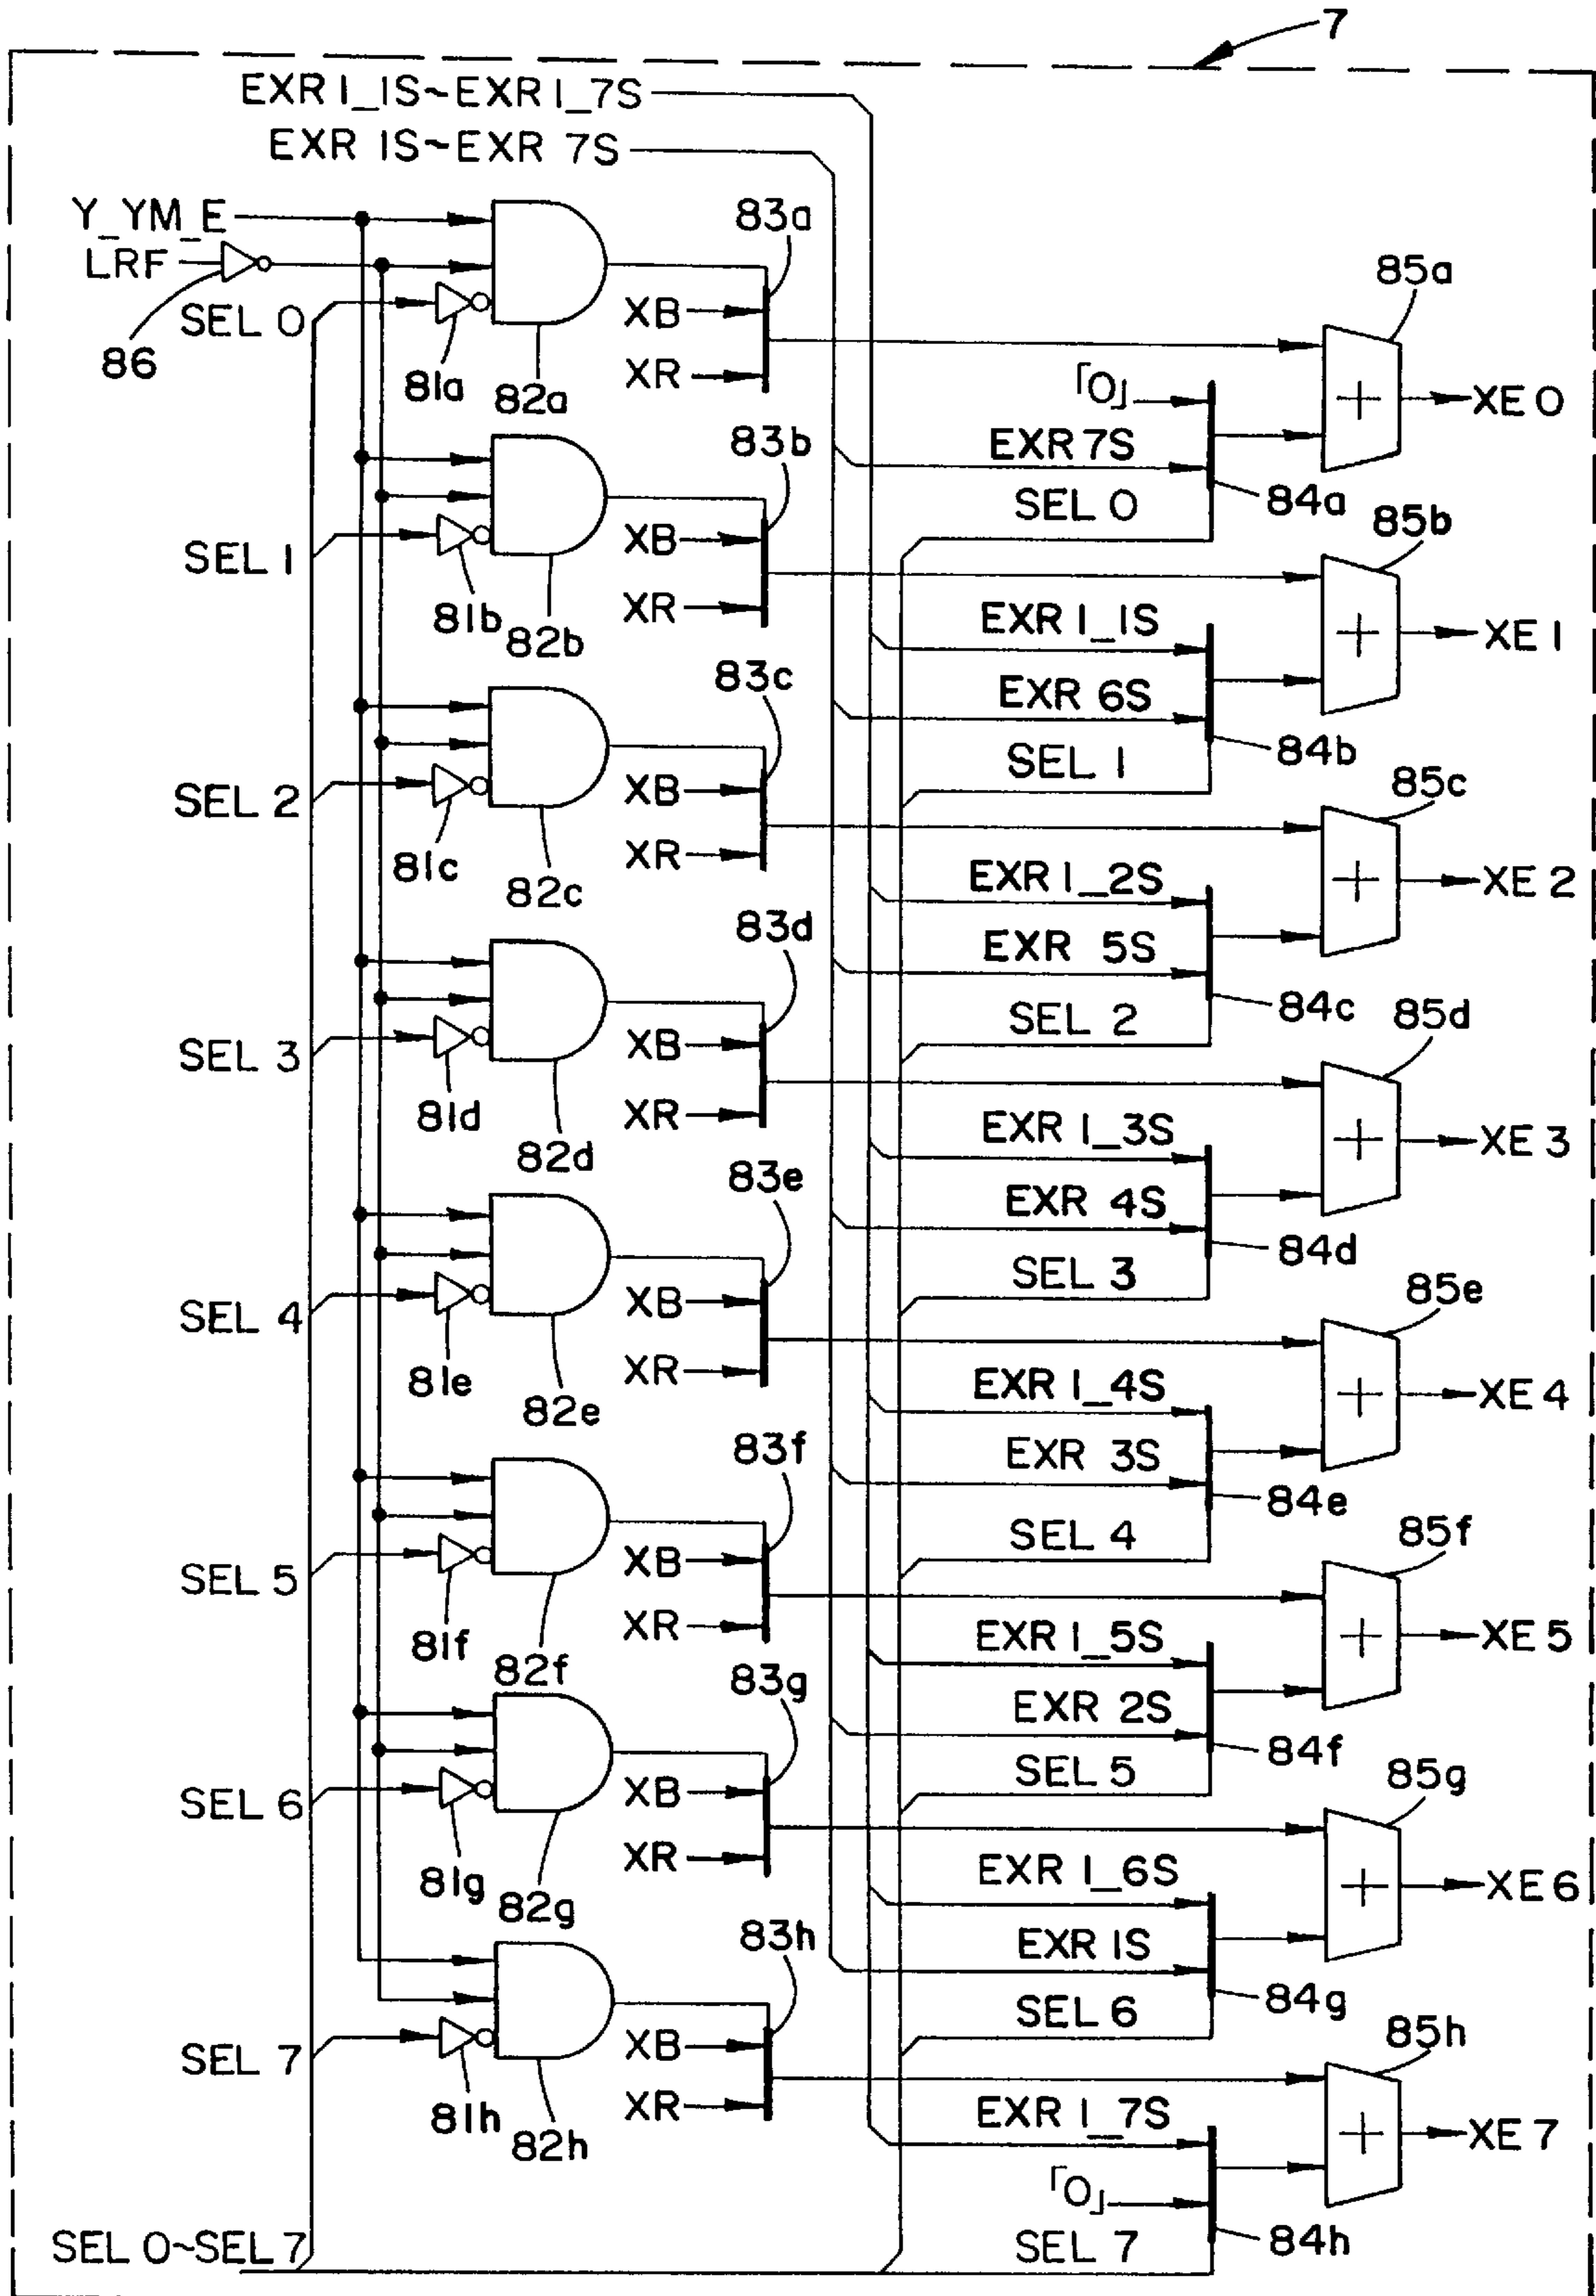 7
EXR 1_1S~EXR 1_7S
EXR 1S~EXR 7S
Y_YM_E
LRF
86
SEL 0
81a
82a
83a
XB
XR
「0」
EXR 7S
SEL 0
84a
85a
XE 0
SEL 1
81b
82b
83b
XB
XR
EXR 1_1S
EXR 6S
SEL 1
84b
85b
XE 1
SEL 2
81c
82c
83c
XB
XR
EXR 1_2S
EXR 5S
SEL 2
84c
85c
XE 2
SEL 3
81d
82d
83d
XB
XR
EXR 1_3S
EXR 4S
SEL 3
84d
85d
XE 3
SEL 4
81e
82e
83e
XB
XR
EXR 1_4S
EXR 3S
SEL 4
84e
85e
XE 4
SEL 5
81f
82f
83f
XB
XR
EXR 1_5S
EXR 2S
SEL 5
84f
85f
XE 5
SEL 6
81g
82g
83g
XB
XR
EXR 1_6S
EXR 1S
SEL 6
84g
85g
XE 6
SEL 7
81h
82h
83h
XB
XR
EXR 1_7S
「0」
SEL 7
84h
85h
XE 7
SEL 0~SEL 7